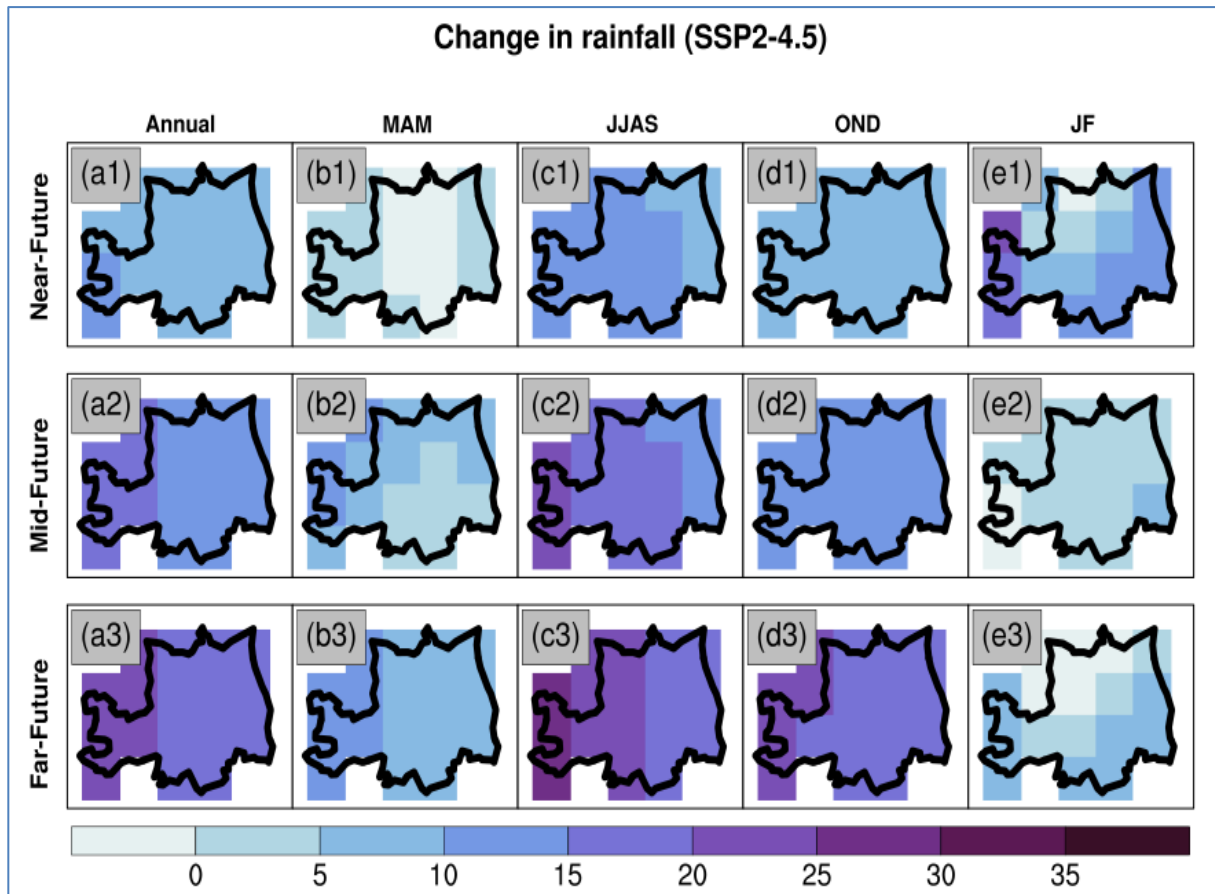 Change in rainfall (SSP2-4.5)
Annual MAM JJAS OND JF
Near-Future
(a1) (b1) (c1) (d1) (e1)
Mid-Future
(a2) (b2) (c2) (d2) (e2)
Far-Future
(a3) (b3) (c3) (d3) (e3)
0 5 10 15 20 25 30 35